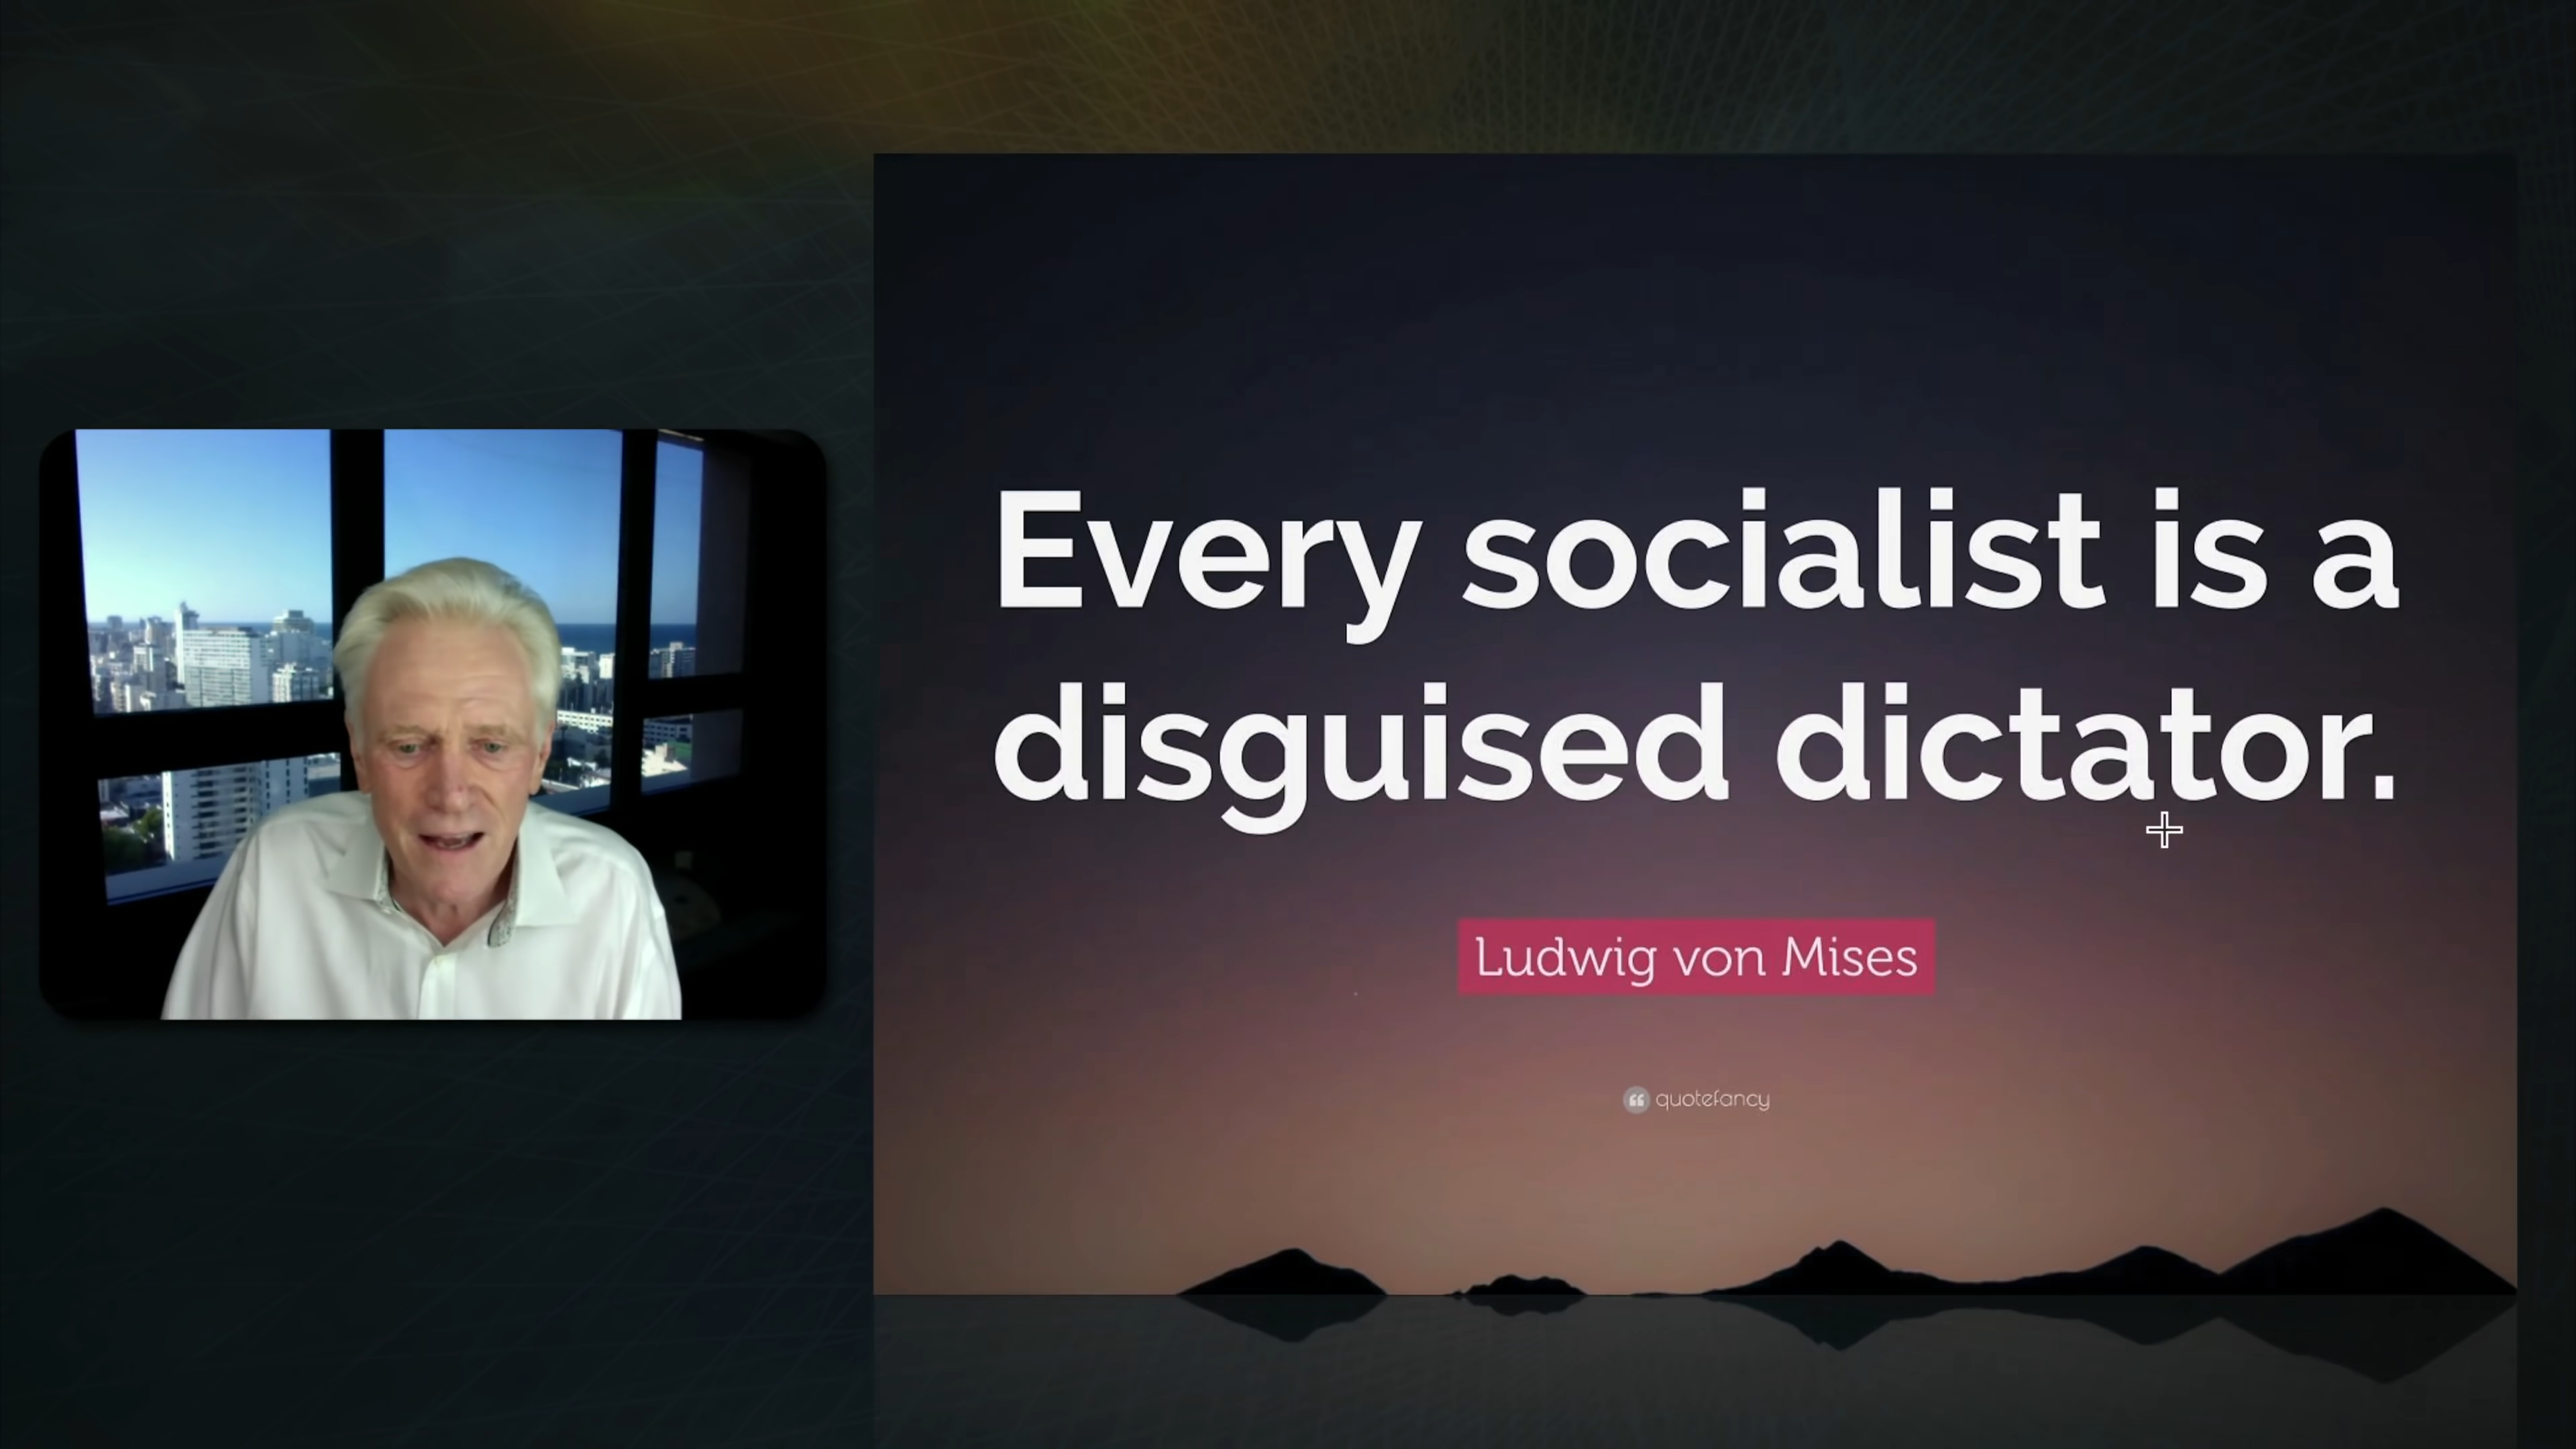 Every socialist is a
disguised dictator.
Ludwig von Mises
quotefancy